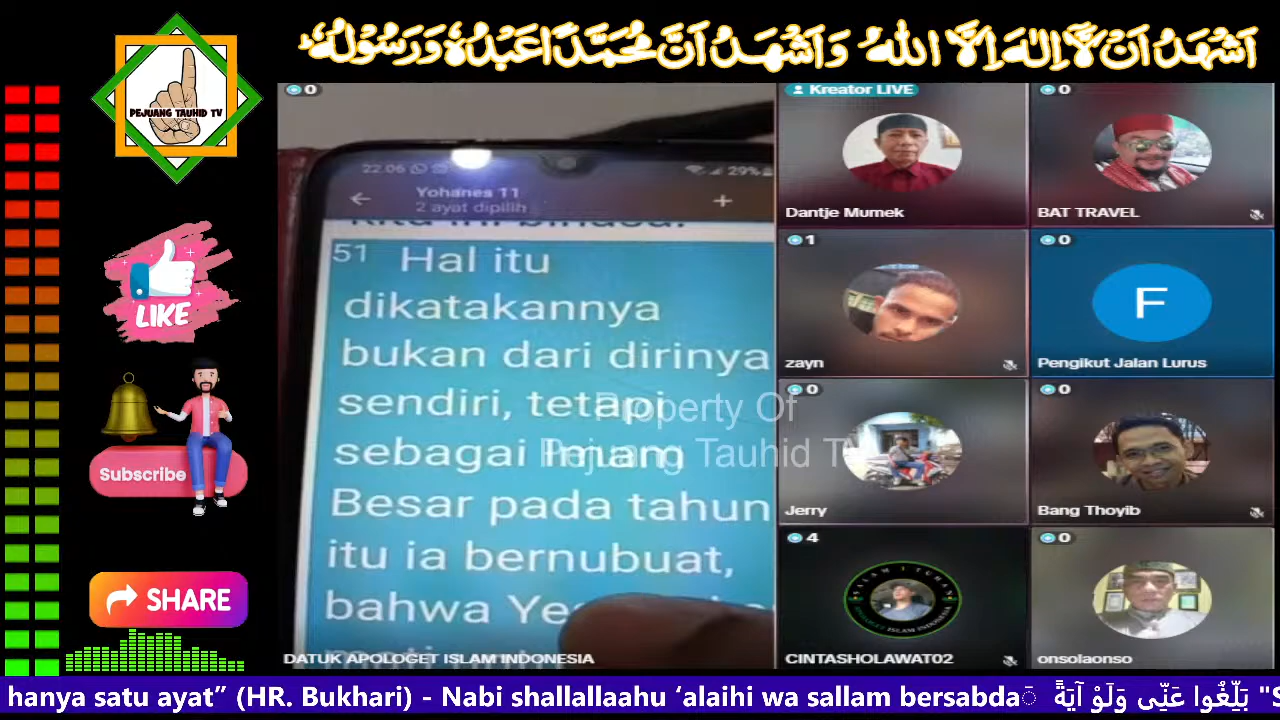 اَشْهَدُ اَنْ لَّا اِلٰهَ اِلَّا اللهُ وَاَشْهَدُ اَنَّ مُحَمَّدًا عَبْدُهُ وَرَسُوْلُهُ
PEJUANG TAUHID TV
LIKE
Subscribe
SHARE
0
22.06
29%
Yohanes 11
2 ayat dipilih
51 Hal itu
dikatakannya
bukan dari dirinya
sendiri, tetapi
sebagai Imam
Besar pada tahun
itu ia bernubuat,
bahwa
Property Of
Pejuang Tauhid TV
DATUK APOLOGET ISLAM INDONESIA
Kreator LIVE
Dantje Mumek
0
BAT TRAVEL
1
zayn
0
F
Pengikut Jalan Lurus
0
Jerry
0
Bang Thoyib
4
CINTASHOLAWAT02
0
onsolaonso
hanya satu ayat” (HR. Bukhari) - Nabi shallallaahu ‘alaihi wa sallam bersabda بَلِّغُوا عَنِّى وَلَوْ آيَةً "S